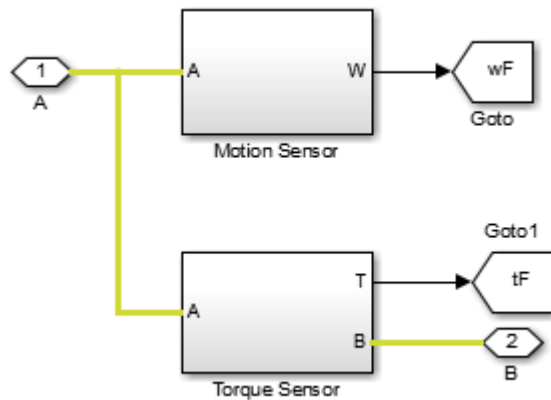 1
A
A
W
wF
Motion Sensor
Goto
Goto1
T
tF
A
B
2
Torque Sensor
B